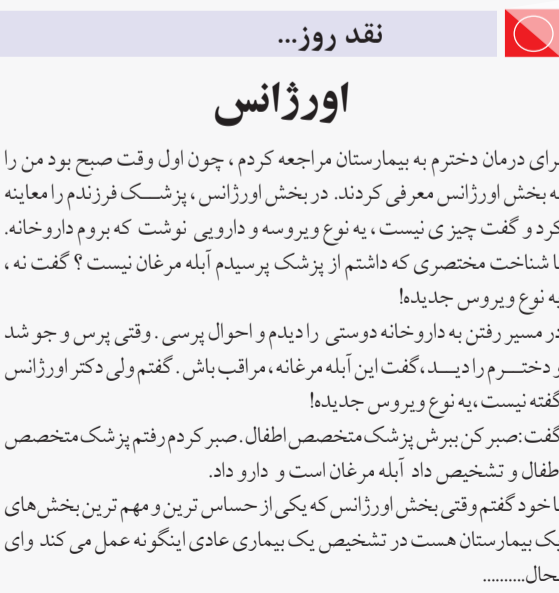 نقد روز...
اورژانس
برای درمان دخترم به بیمارستان مراجعه کردم ، چون اول وقت صبح بود من را
به بخش اورژانس معرفی کردند. در بخش اورژانس ، پزشک فرزندم را معاینه
کرد و گفت چیز ی نیست ، یه نوع ویروسه و دارویی نوشت که بروم داروخانه.
با شناخت مختصری که داشتم از پزشک پرسیدم آبله مرغان نیست ؟ گفت نه ،
یه نوع ویروس جدیده!
در مسیر رفتن به داروخانه دوستی را دیدم و احوال پرسی . وقتی پرس و جو شد
و دخترم را دید،گفت این آبله مرغانه ، مراقب باش . گفتم ولی دکتر اورژانس
گفته نیست ،یه نوع ویروس جدیده!
گفت:صبر کن ببرش پزشک متخصص اطفال . صبر کردم رفتم پزشک متخصص
اطفال و تشخیص داد آبله مرغان است و دارو داد.
با خود گفتم وقتی بخش اورژانس که یکی از حساس ترین و مهم ترین بخش های
یک بیمارستان هست در تشخیص یک بیماری عادی اینگونه عمل می کند وای
بحال..........